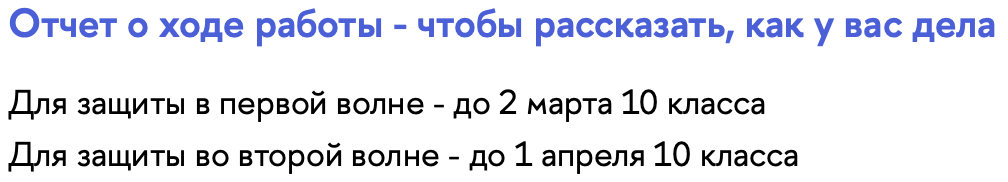 Отчет о ходе работы - чтобы рассказать, как у вас дела
Для защиты в первой волне - до 2 марта 10 класса
Для защиты во второй волне - до 1 апреля 10 класса